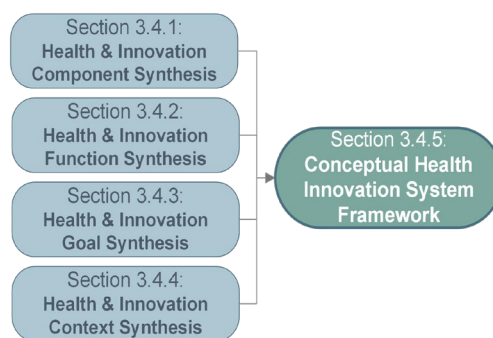 Section 3.4.1:
Health & Innovation
Component Synthesis
Section 3.4.2:
Health & Innovation
Function Synthesis
Section 3.4.3:
Health & Innovation
Goal Synthesis
Section 3.4.4:
Health & Innovation
Context Synthesis
Section 3.4.5:
Conceptual Health
Innovation System
Framework